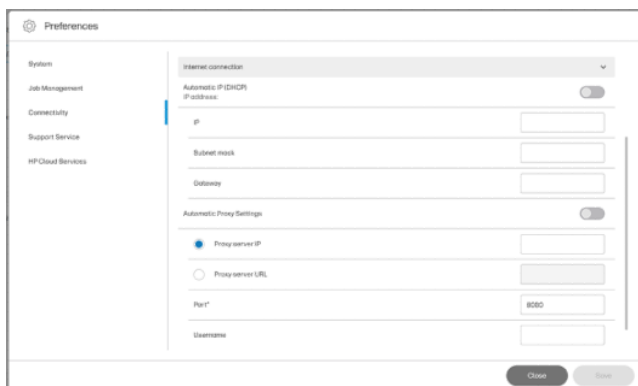 Preferences
System
Job Management
Connectivity
Support Service
HP Cloud Services
Internet connection
Automatic IP (DHCP)
IP address:
IP
Subnet mask
Gateway
Automatic Proxy Settings
Proxy server IP
Proxy server URL
Port*
8080
Username
Close
Save